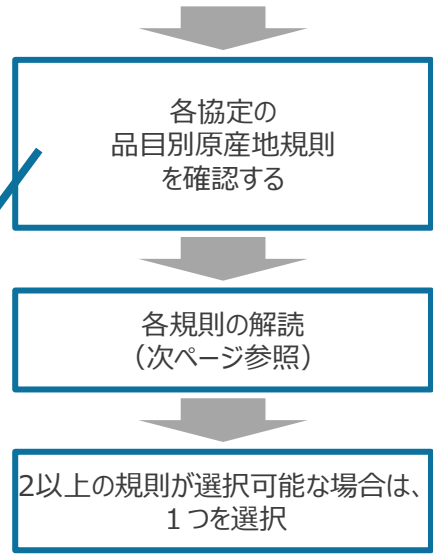 各協定の
品目別原産地規則
を確認する
各規則の解読
（次ページ参照）
2以上の規則が選択可能な場合は、
１つを選択